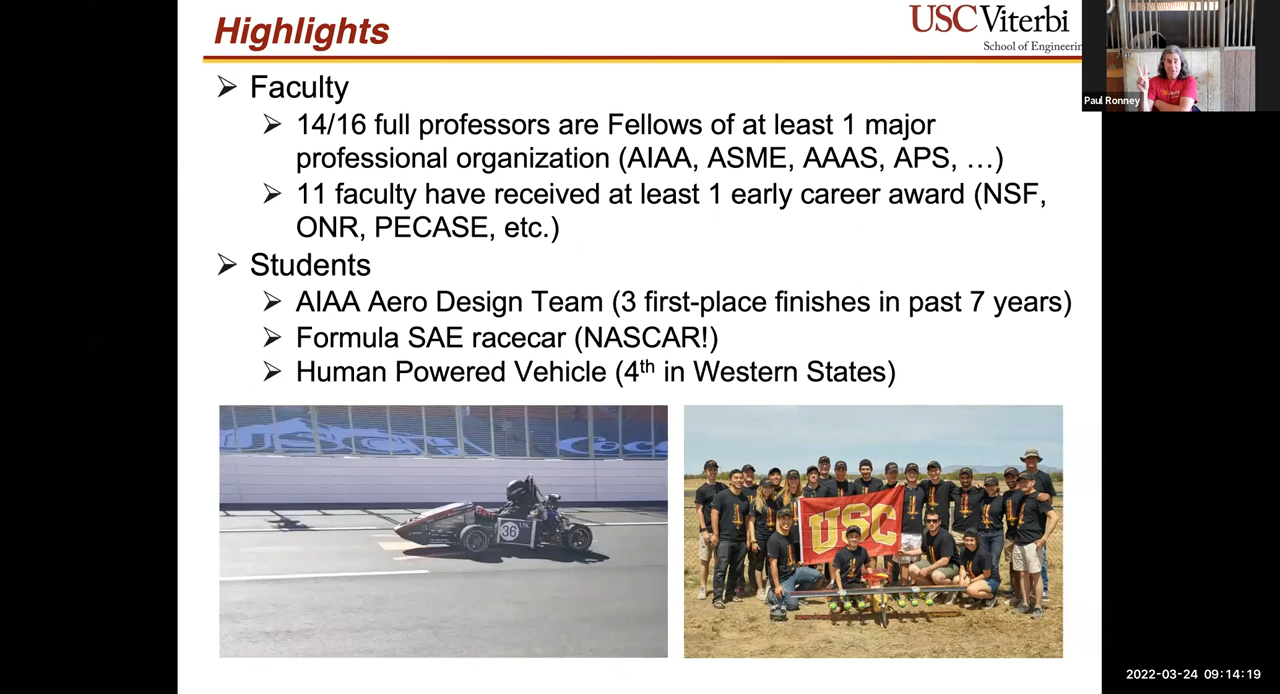 Highlights
USC Viterbi
School of Engineerin
Paul Ronney
➢ Faculty
➢ 14/16 full professors are Fellows of at least 1 major
professional organization (AIAA, ASME, AAAS, APS, …)
➢ 11 faculty have received at least 1 early career award (NSF,
ONR, PECASE, etc.)
➢ Students
➢ AIAA Aero Design Team (3 first-place finishes in past 7 years)
➢ Formula SAE racecar (NASCAR!)
➢ Human Powered Vehicle (4th in Western States)
36
USC
USC
2022-03-24 09:14:19